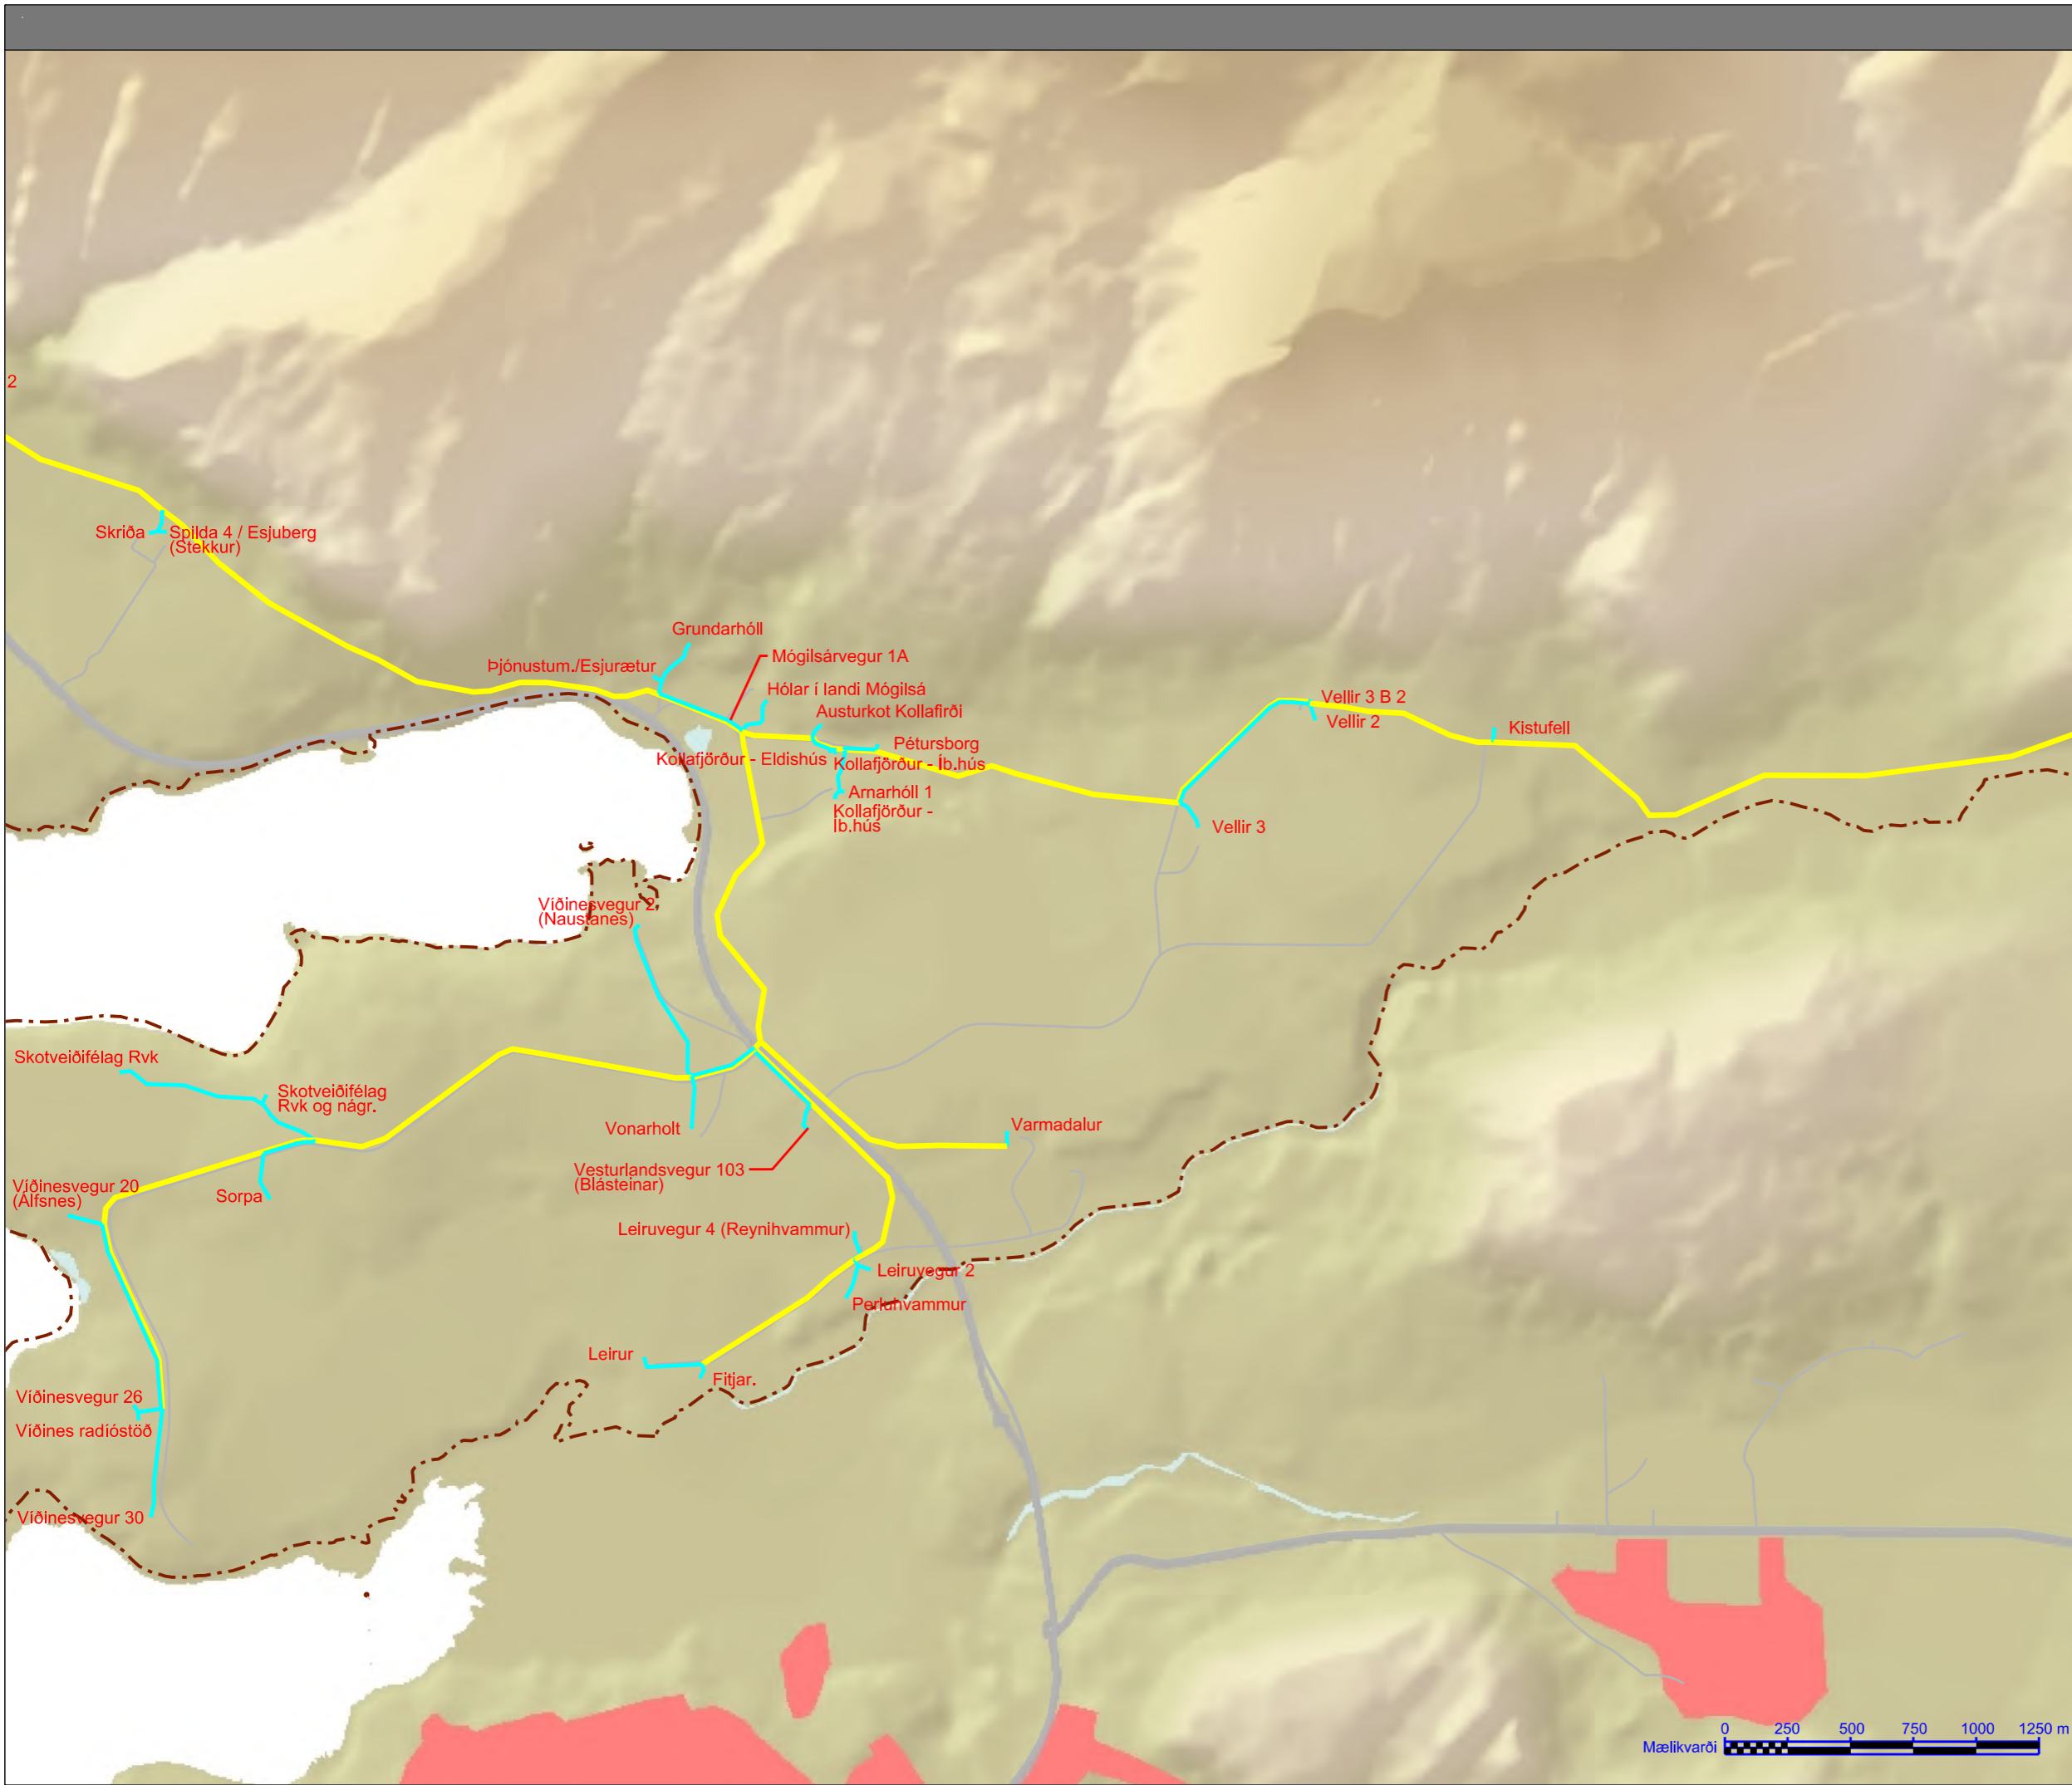 2
Skriða
Spilda 4 / Esjuberg
(Stekkur)
Grundarhóll
Mógilsárvegur 1A
Þjónustum./Esjurætur
Hólar í landi Mógilsá
Austurkot Kollafirði
Vellir 3 B 2
Vellir 2
Kistufell
Pétursborg
Kollafjörður - Eldishús
Kollafjörður - Íb.hús
Arnarhóll 1
Kollafjörður -
Íb.hús
Vellir 3
Víðinesvegur 2
(Naustanes)
Skotveiðifélag Rvk
Skotveiðifélag
Rvk og nágr.
Vonarholt
Varmadalur
Vesturlandsvegur 103
(Blásteinar)
Víðinesvegur 20
(Álfsnes)
Sorpa
Leiruvegur 4 (Reynihvammur)
Leiruvegur 2
Perluhvammur
Leirur
Fitjar.
Víðinesvegur 26
Víðines radíóstöð
Víðinesvegur 30
0 250 500 750 1000 1250 m
Mælikvarði